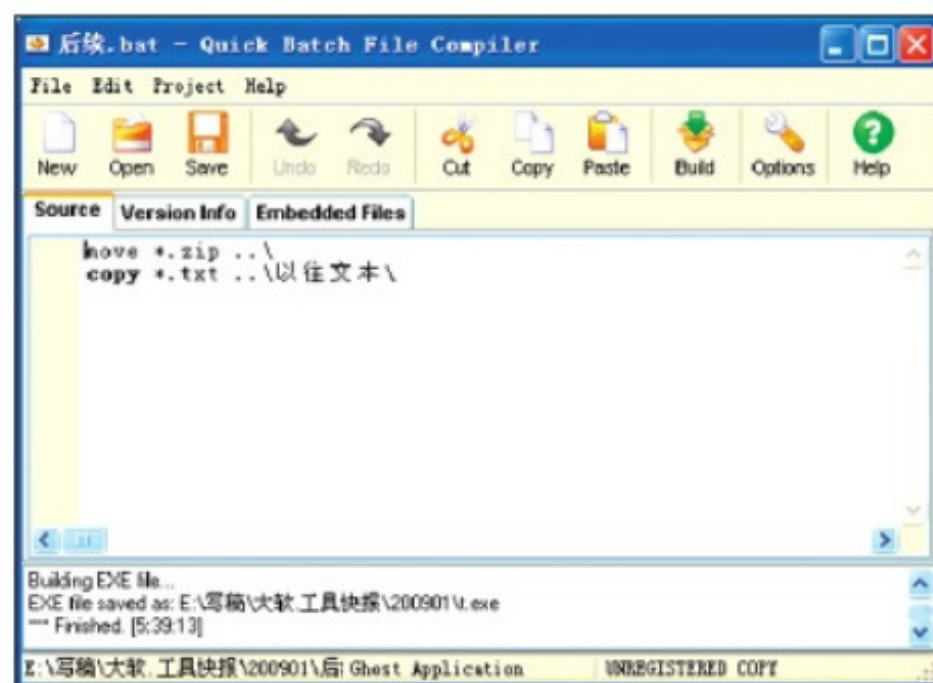 后续.bat - Quick Batch File Compiler
File Edit Project Help
New Open Save Undo Redo Cut Copy Paste Build Options Help
Source Version Info Embedded Files
move *.zip ..\
copy *.txt ..\以往文本\
Building EXE file...
EXE file saved as: E:\写稿\大软.工具快报\200901\t.exe
*** Finished. [5:39:13]
E:\写稿\大软.工具快报\200901\后 Ghost Application UNREGISTERED COPY